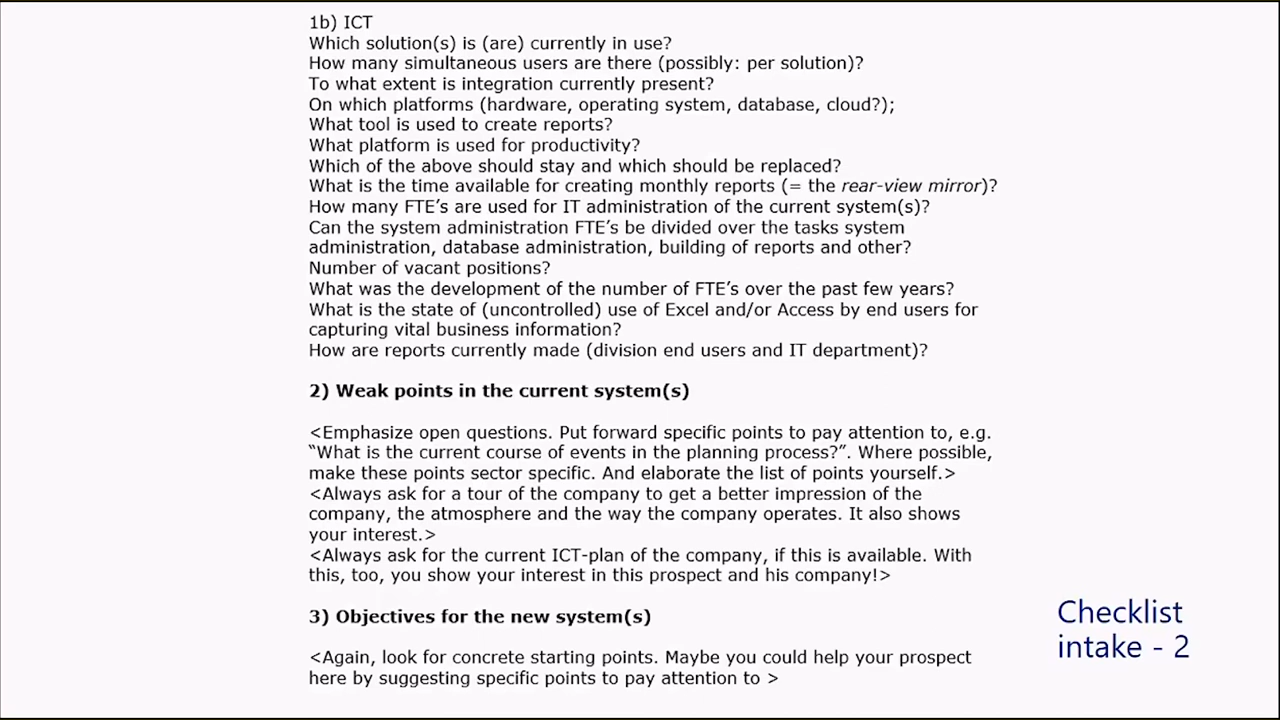 1b) ICT
Which solution(s) is (are) currently in use?
How many simultaneous users are there (possibly: per solution)?
To what extent is integration currently present?
On which platforms (hardware, operating system, database, cloud?);
What tool is used to create reports?
What platform is used for productivity?
Which of the above should stay and which should be replaced?
What is the time available for creating monthly reports (= the rear-view mirror)?
How many FTE's are used for IT administration of the current system(s)?
Can the system administration FTE's be divided over the tasks system
administration, database administration, building of reports and other?
Number of vacant positions?
What was the development of the number of FTE's over the past few years?
What is the state of (uncontrolled) use of Excel and/or Access by end users for
capturing vital business information?
How are reports currently made (division end users and IT department)?
2) Weak points in the current system(s)
<Emphasize open questions. Put forward specific points to pay attention to, e.g.
“What is the current course of events in the planning process?”. Where possible,
make these points sector specific. And elaborate the list of points yourself.>
<Always ask for a tour of the company to get a better impression of the
company, the atmosphere and the way the company operates. It also shows
your interest.>
<Always ask for the current ICT-plan of the company, if this is available. With
this, too, you show your interest in this prospect and his company!>
3) Objectives for the new system(s)
<Again, look for concrete starting points. Maybe you could help your prospect
here by suggesting specific points to pay attention to >
Checklist
intake - 2